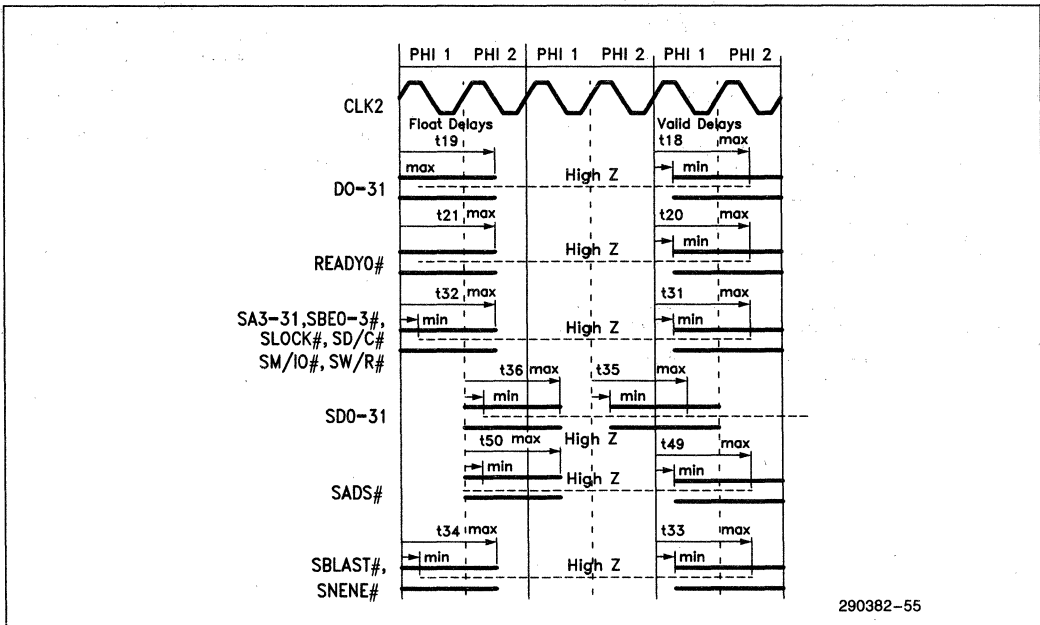 PHI 1 PHI 2 PHI 1 PHI 2 PHI 1 PHI 2
CLK2
Float Delays Valid Delays
t19 t18 max
max min
High Z
D0-31
t21 max t20 max
min
High Z
READYO#
t32 max t31 max
SA3-31,SBE0-3#, min High Z min
SLOCK#, SD/C#
SM/IO#, SW/R#
t36 max t35 max
min min
SD0-31
High Z
t50 max t49 max
min High Z min
SADS#
t34 max t33 max
SBLAST#, min High Z min
SNENE#
290382-55